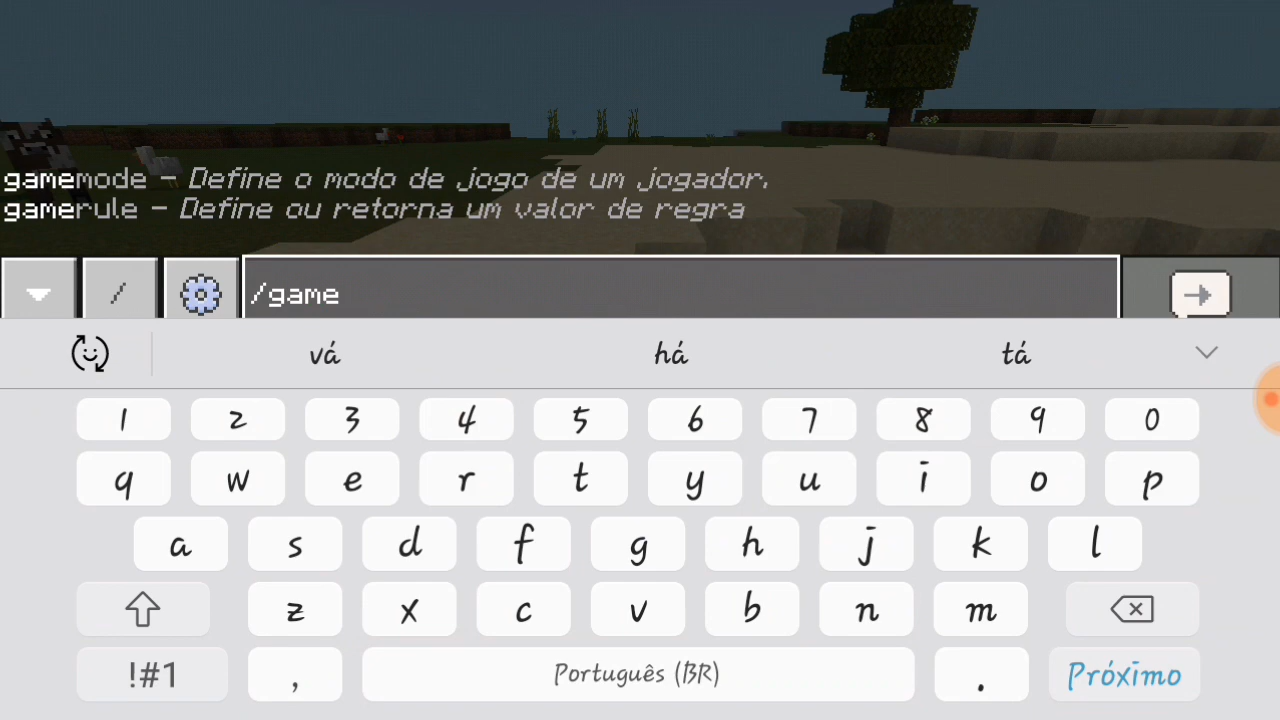 gamemode - Define o modo de jogo de um jogador.
gamerule - Define ou retorna um valor de regra
/
/game
vá há tá
1 2 3 4 5 6 7 8 9 0
q w e r t y u i o p
a s d f g h j k l
z x c v b n m
!#1 , Português (BR) . Próximo